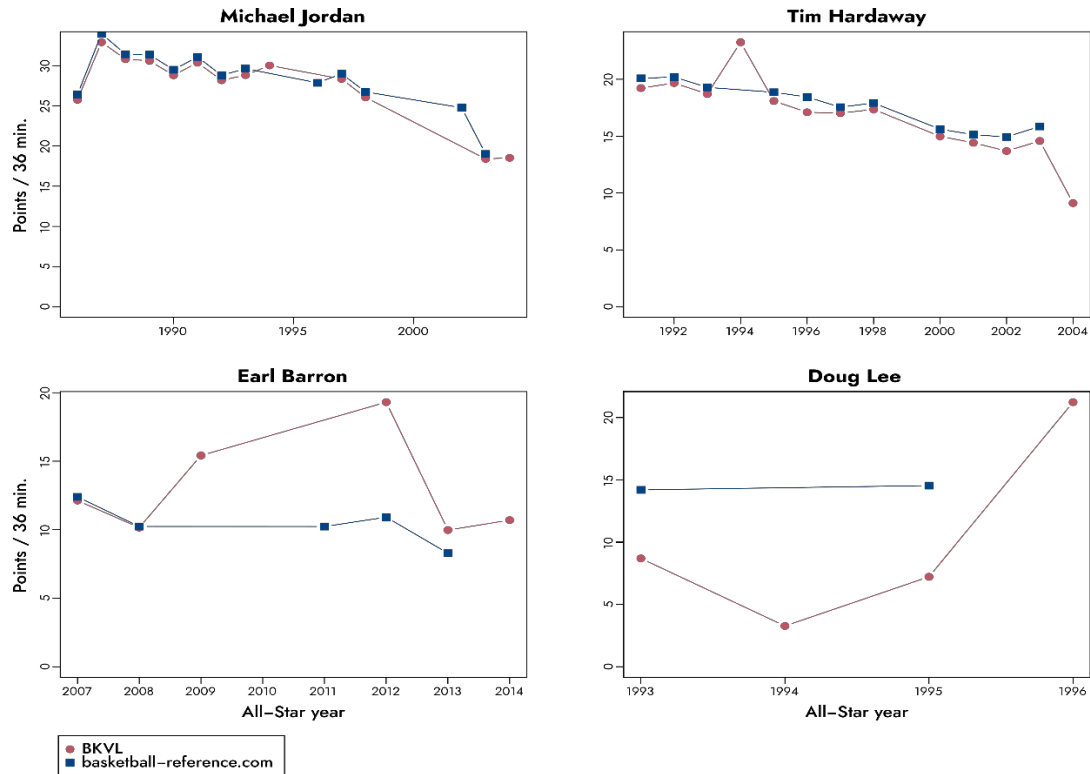 Michael Jordan
Points / 36 min.
30
25
20
15
10
5
0
1990 1995 2000
Tim Hardaway
20
15
10
5
0
1992 1994 1996 1998 2000 2002 2004
Earl Barron
Points / 36 min.
20
15
10
5
0
2007 2008 2009 2010 2011 2012 2013 2014
All–Star year
Doug Lee
20
15
10
5
0
1993 1994 1995 1996
All–Star year
BKVL
basketball–reference.com